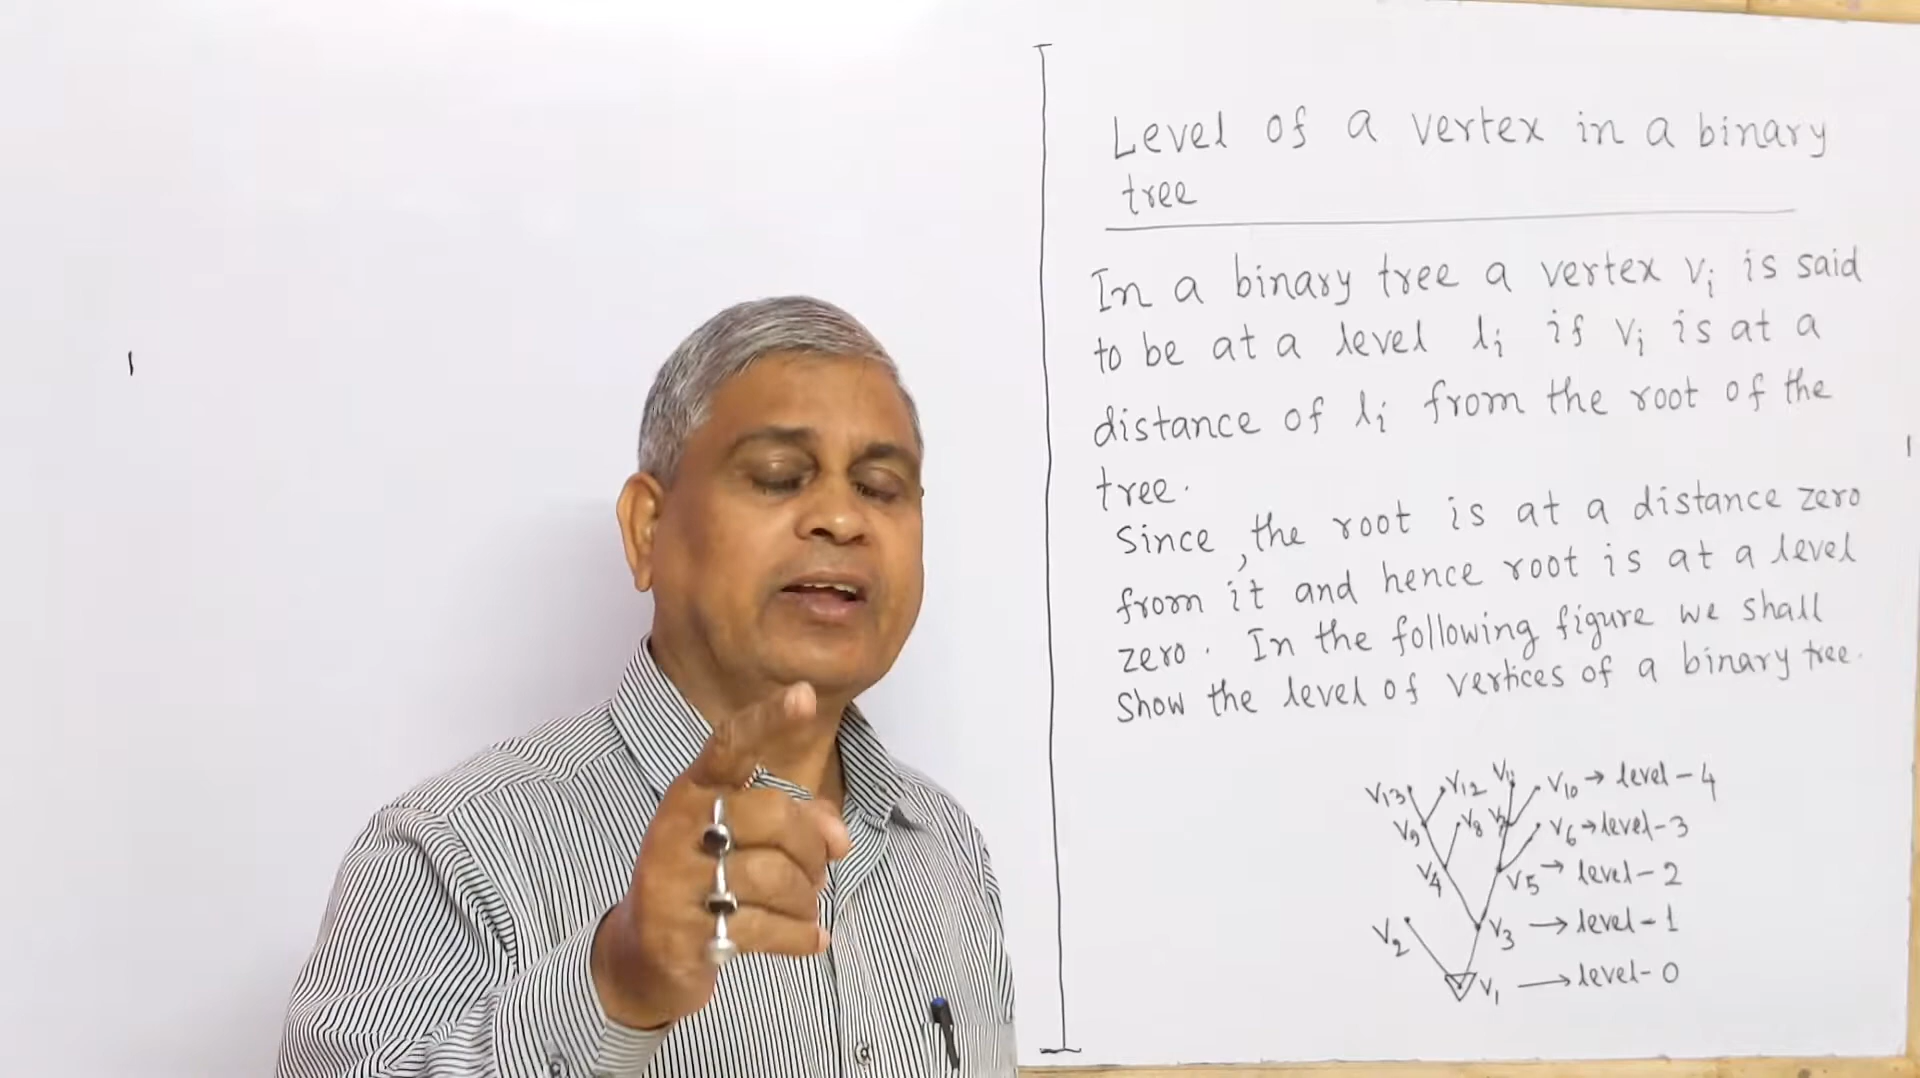 Level of a vertex in a binary
tree
In a binary tree a vertex vᵢ is said
to be at a level lᵢ if vᵢ is at a
distance of lᵢ from the root of the
tree.
Since, the root is at a distance zero
from it and hence root is at a level
zero. In the following figure we shall
show the level of vertices of a binary tree.
V₁₃ V₁₂ V₁₁ V₁₀ → level-4
V₉ V₈ V₇ V₆ → level-3
V₄ V₅ → level-2
V₂ V₃ → level-1
V₁ → level-0